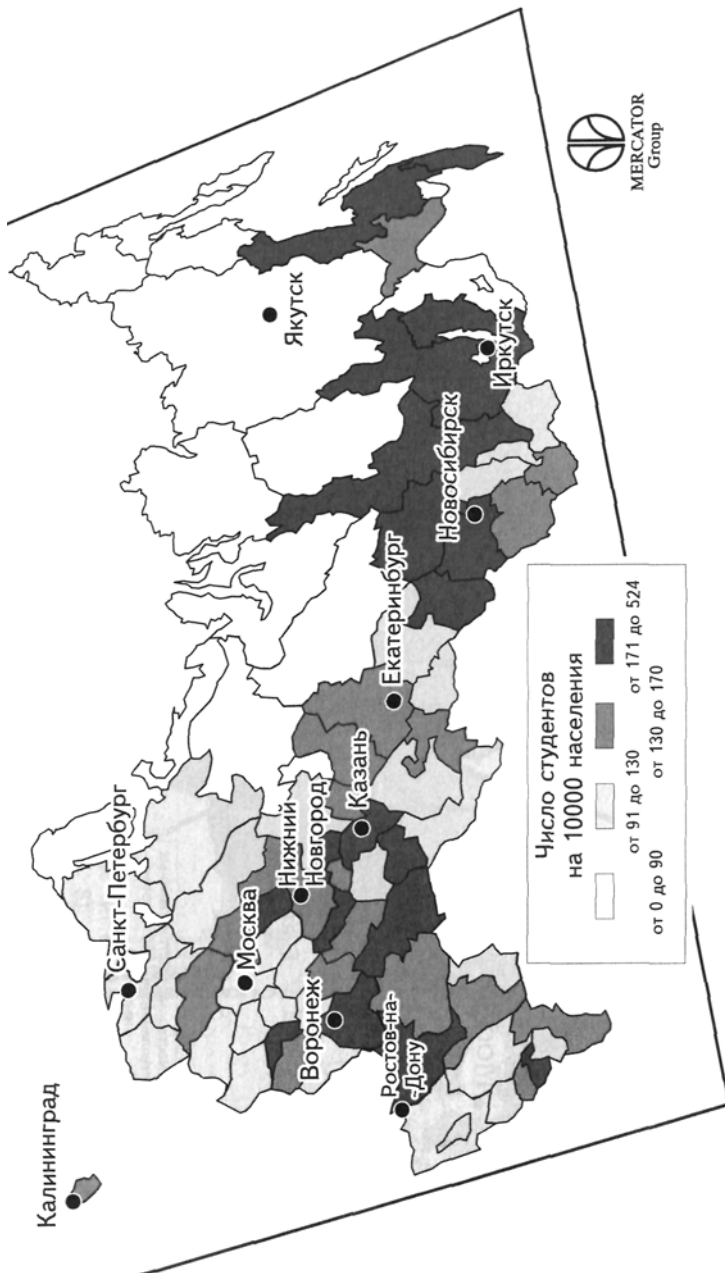 Калининград
Санкт-Петербург
Москва
Нижний
Новгород
Казань
Воронеж
Ростов-на-
-Дону
Екатеринбург
Новосибирск
Иркутск
Якутск
Число студентов
на 10000 населения
от 0 до 90
от 91 до 130
от 130 до 170
от 171 до 524
MERCATOR
Group